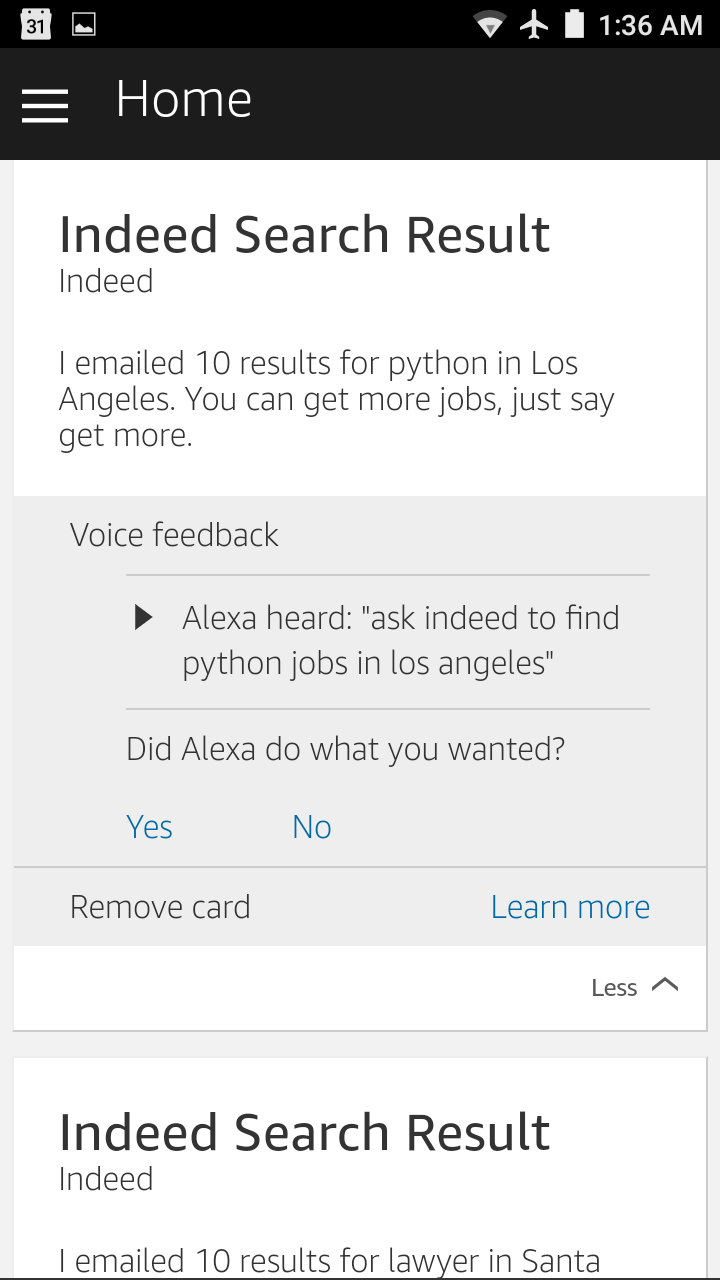 31 1:36 AM
Home
Indeed Search Result
Indeed
I emailed 10 results for python in Los
Angeles. You can get more jobs, just say
get more.
Voice feedback
Alexa heard: "ask indeed to find
python jobs in los angeles"
Did Alexa do what you wanted?
Yes No
Remove card Learn more
Less
Indeed Search Result
Indeed
I emailed 10 results for lawyer in Santa